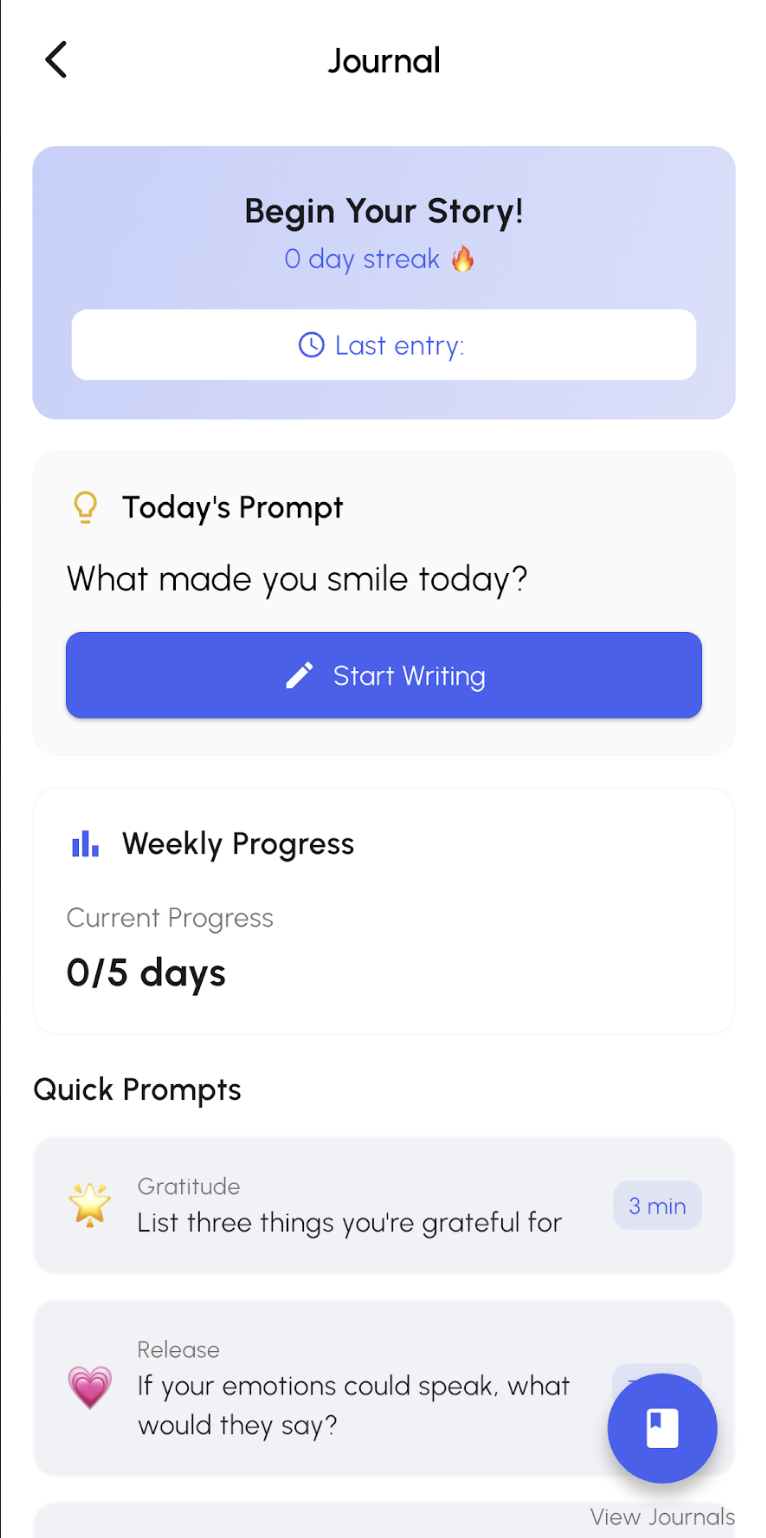 Journal
Begin Your Story!
0 day streak 🔥
Last entry:
Today's Prompt
What made you smile today?
Start Writing
Weekly Progress
Current Progress
0/5 days
Quick Prompts
Gratitude
List three things you're grateful for
3 min
Release
If your emotions could speak, what
would they say?
View Journals